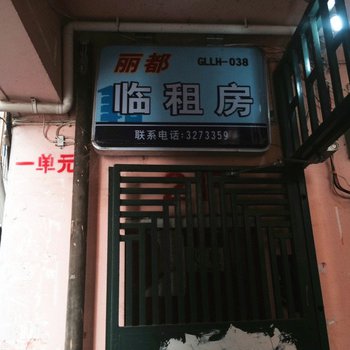 丽都 GLLH-038
临租房
联系电话:3273359
一单元